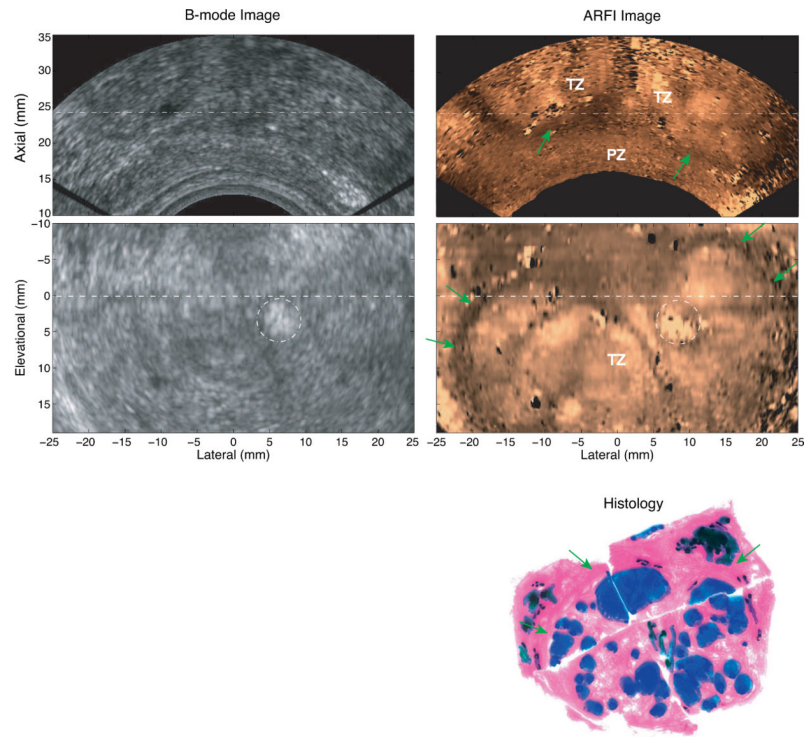 B-mode Image
ARFI Image
Axial (mm)
35
30
25
20
15
10
TZ
TZ
PZ
Elevational (mm)
−10
−5
0
5
10
15
TZ
−25 −20 −15 −10 −5 0 5 10 15 20 25
Lateral (mm)
−25 −20 −15 −10 −5 0 5 10 15 20 25
Lateral (mm)
Histology